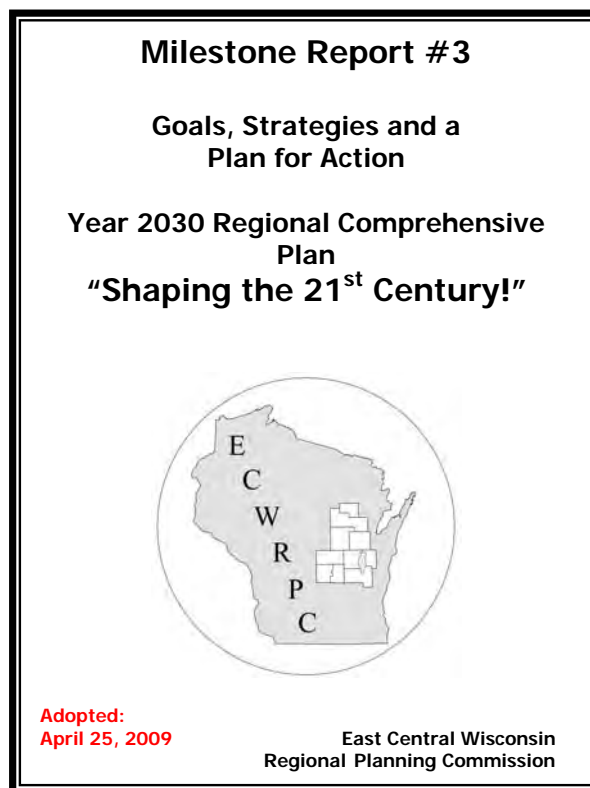 Milestone Report #3
Goals, Strategies and a
Plan for Action
Year 2030 Regional Comprehensive
Plan
“Shaping the 21st Century!”
E
C
W
R
P
C
Adopted:
April 25, 2009
East Central Wisconsin
Regional Planning Commission